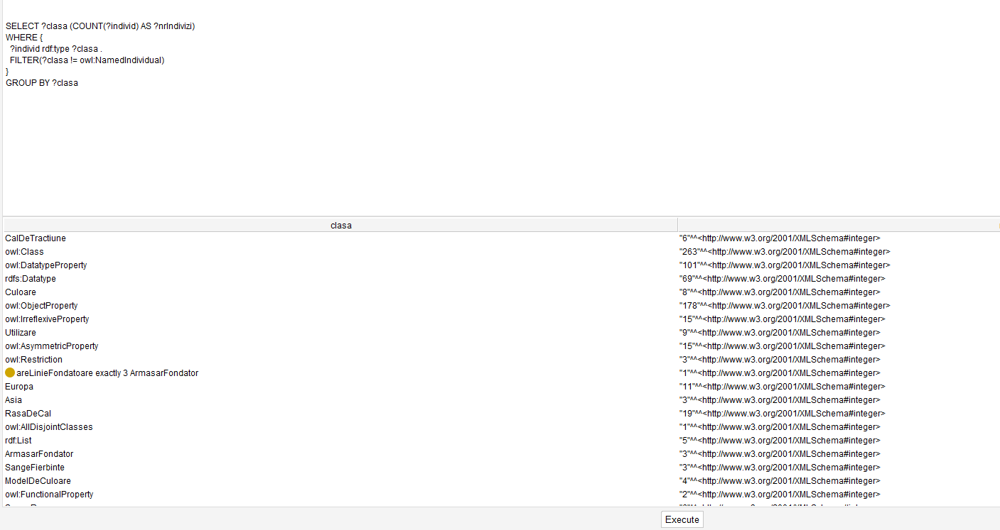 SELECT ?clasa (COUNT(?individ) AS ?nrIndivizi)
WHERE {
?individ rdf:type ?clasa .
FILTER(?clasa != owl:NamedIndividual)
}
GROUP BY ?clasa
clasa
CalDeTractiune "6"^^<http://www.w3.org/2001/XMLSchema#integer>
owl:Class "263"^^<http://www.w3.org/2001/XMLSchema#integer>
owl:DatatypeProperty "101"^^<http://www.w3.org/2001/XMLSchema#integer>
rdfs:Datatype "69"^^<http://www.w3.org/2001/XMLSchema#integer>
Culoare "8"^^<http://www.w3.org/2001/XMLSchema#integer>
owl:ObjectProperty "178"^^<http://www.w3.org/2001/XMLSchema#integer>
owl:IrreflexiveProperty "15"^^<http://www.w3.org/2001/XMLSchema#integer>
Utilizare "9"^^<http://www.w3.org/2001/XMLSchema#integer>
owl:AsymmetricProperty "15"^^<http://www.w3.org/2001/XMLSchema#integer>
owl:Restriction "3"^^<http://www.w3.org/2001/XMLSchema#integer>
areLinieFondatoare exactly 3 ArmasarFondator "1"^^<http://www.w3.org/2001/XMLSchema#integer>
Europa "11"^^<http://www.w3.org/2001/XMLSchema#integer>
Asia "3"^^<http://www.w3.org/2001/XMLSchema#integer>
RasaDeCal "19"^^<http://www.w3.org/2001/XMLSchema#integer>
owl:AllDisjointClasses "1"^^<http://www.w3.org/2001/XMLSchema#integer>
rdf:List "5"^^<http://www.w3.org/2001/XMLSchema#integer>
ArmasarFondator "3"^^<http://www.w3.org/2001/XMLSchema#integer>
SangeFierbinte "3"^^<http://www.w3.org/2001/XMLSchema#integer>
ModelDeCuloare "4"^^<http://www.w3.org/2001/XMLSchema#integer>
owl:FunctionalProperty "2"^^<http://www.w3.org/2001/XMLSchema#integer>
Execute